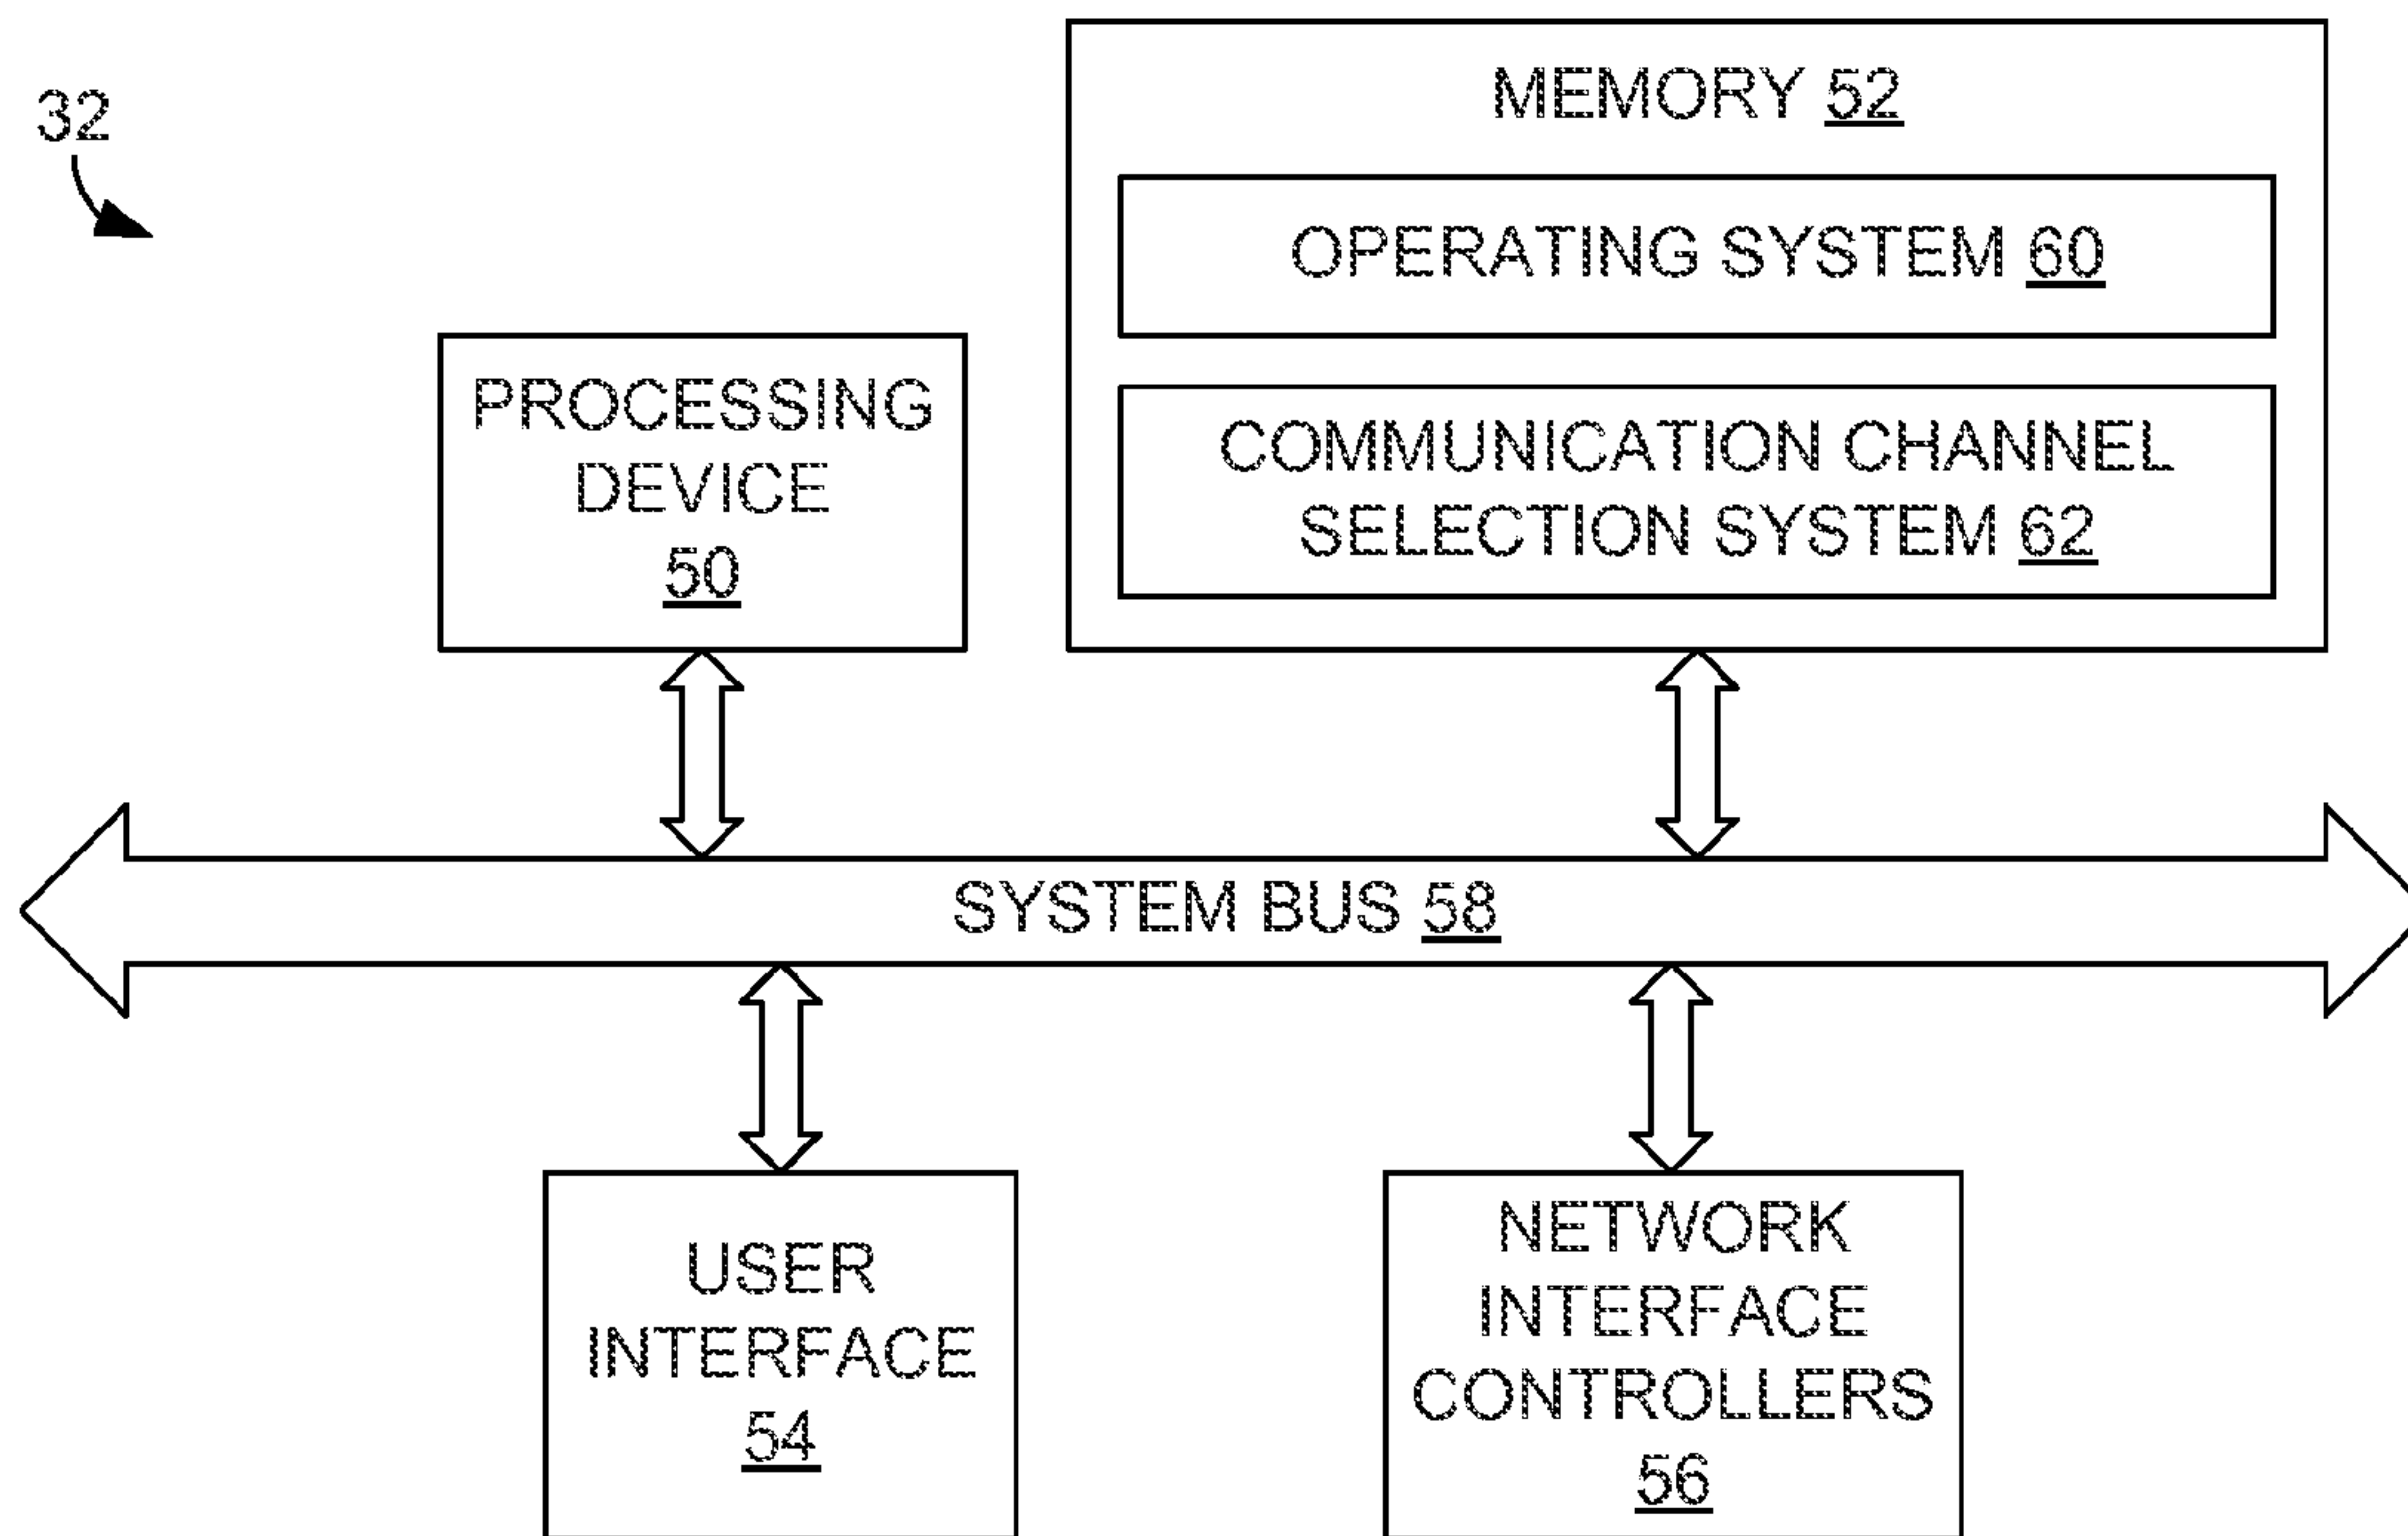 32
MEMORY 52
OPERATING SYSTEM 60
PROCESSING
DEVICE
50
COMMUNICATION CHANNEL
SELECTION SYSTEM 62
SYSTEM BUS 58
USER
INTERFACE
54
NETWORK
INTERFACE
CONTROLLERS
56